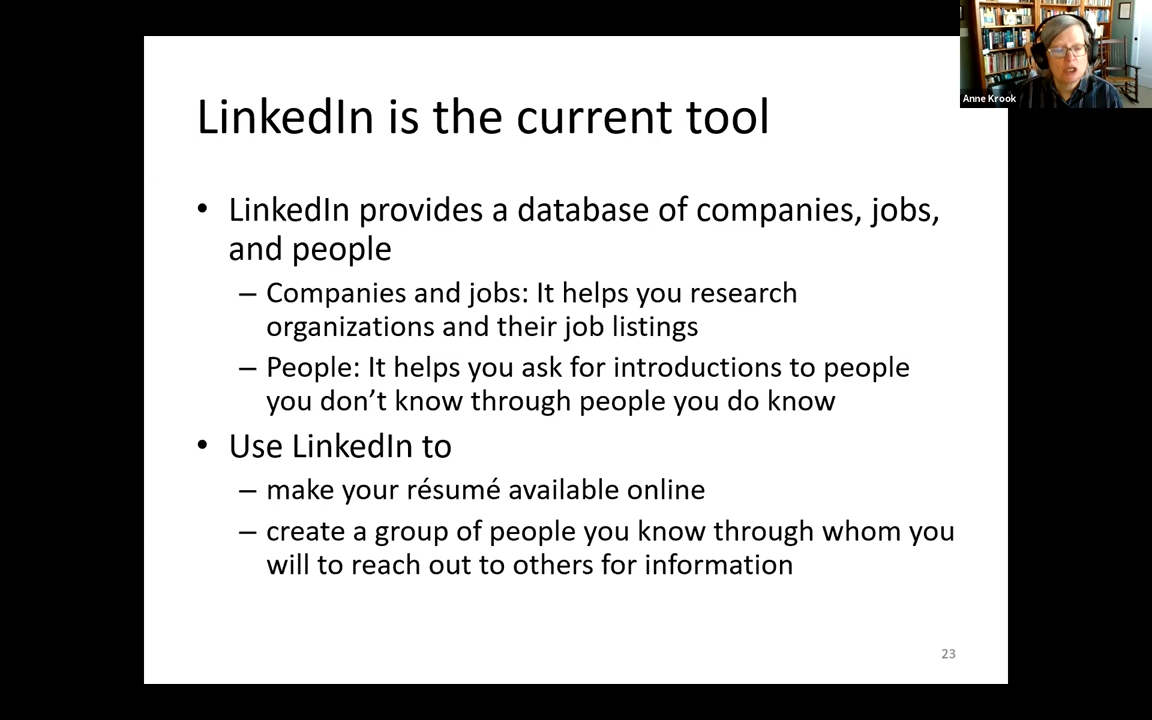 LinkedIn is the current tool
• LinkedIn provides a database of companies, jobs,
and people
– Companies and jobs: It helps you research
organizations and their job listings
– People: It helps you ask for introductions to people
you don’t know through people you do know
• Use LinkedIn to
– make your résumé available online
– create a group of people you know through whom you
will to reach out to others for information
23
Anne Krook